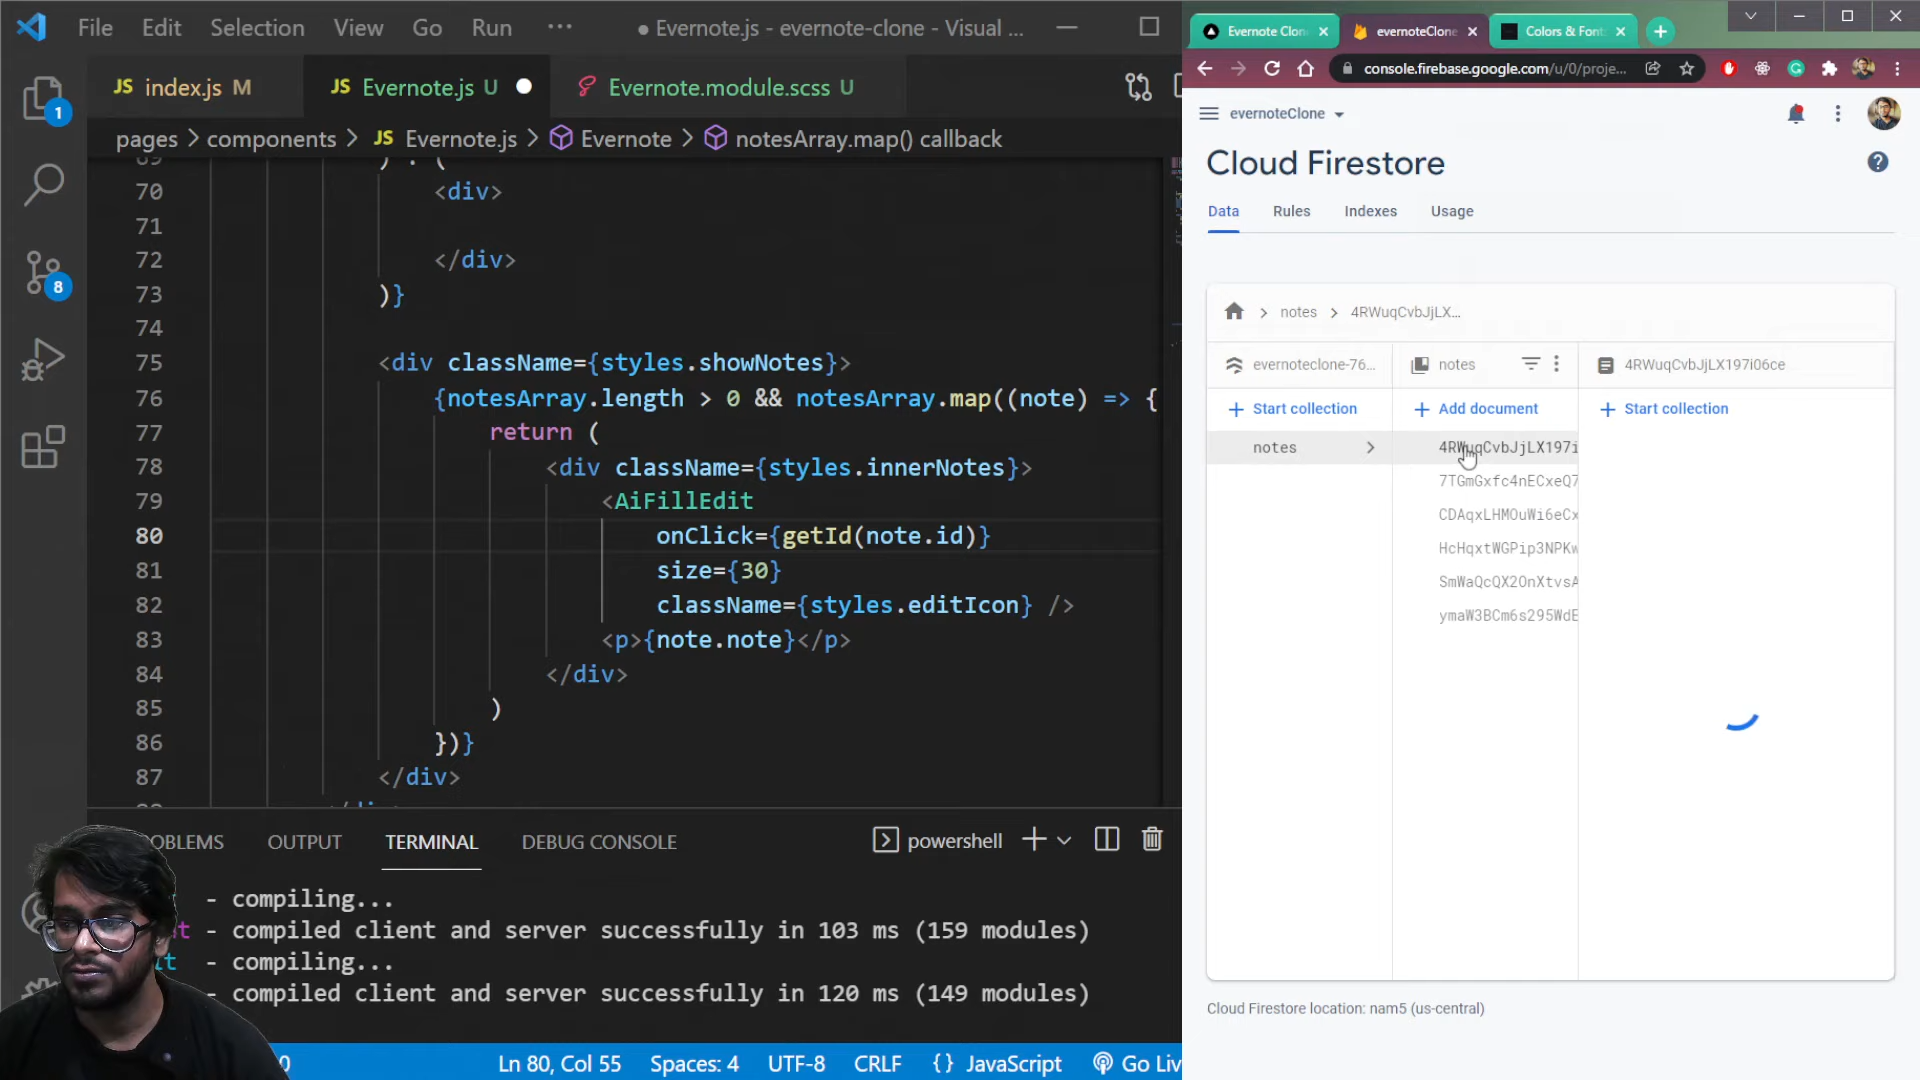 File Edit Selection View Go Run ··· ● Evernote.js - evernote-clone - Visual ...
JS index.js M JS Evernote.js U Evernote.module.scss U
pages > components > JS Evernote.js > Evernote > notesArray.map() callback
69 ) : (
70 <div>
71
72 </div>
73 )}
74
75 <div className={styles.showNotes}>
76 {notesArray.length > 0 && notesArray.map((note) => {
77 return (
78 <div className={styles.innerNotes}>
79 <AiFillEdit
80 onClick={getId(note.id)}
81 size={30}
82 className={styles.editIcon} />
83 <p>{note.note}</p>
84 </div>
85 )
86 })}
87 </div>
1
8
OBLEMS OUTPUT TERMINAL DEBUG CONSOLE powershell
- compiling...
t - compiled client and server successfully in 103 ms (159 modules)
it - compiling...
- compiled client and server successfully in 120 ms (149 modules)
0 Ln 80, Col 55 Spaces: 4 UTF-8 CRLF {} JavaScript Go Liv
Evernote Clon evernoteClone Colors & Font
console.firebase.google.com/u/0/proje...
evernoteClone
Cloud Firestore
Data Rules Indexes Usage
notes > 4RWuqCvbJjLX...
evernoteclone-76... notes 4RWuqCvbJjLX197i06ce
+ Start collection + Add document + Start collection
notes > 4RWuqCvbJjLX197i
7TGmGxfc4nECxeQ7
CDAqxLHMOuWi6eCx
HcHqxtWGPip3NPKw
SmWaQcQX2OnXtvsA
ymaW3BCm6s295WdE
Cloud Firestore location: nam5 (us-central)